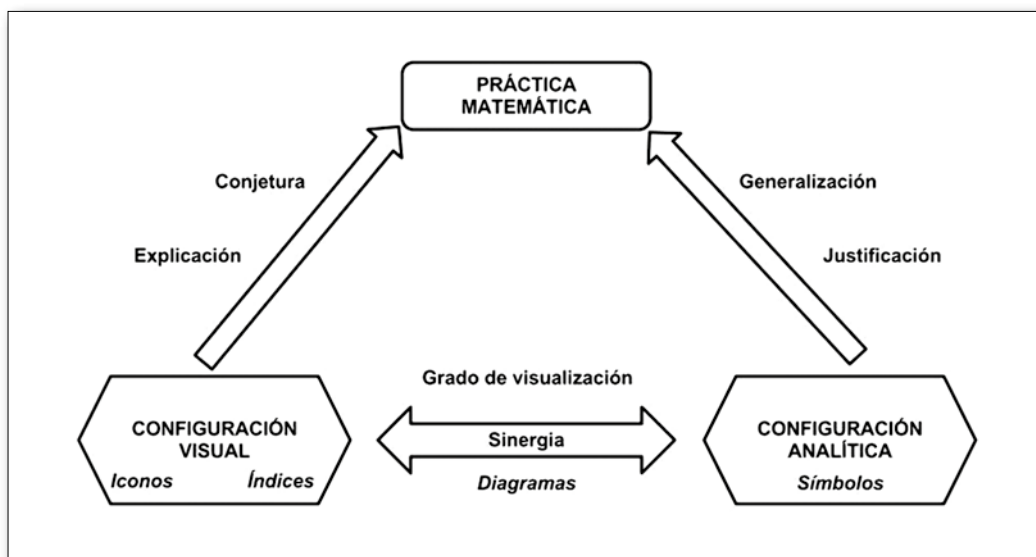 PRÁCTICA
MATEMÁTICA
Conjetura
Generalización
Explicación
Justificación
Grado de visualización
CONFIGURACIÓN
VISUAL
Iconos Índices
Sinergia
Diagramas
CONFIGURACIÓN
ANALÍTICA
Símbolos